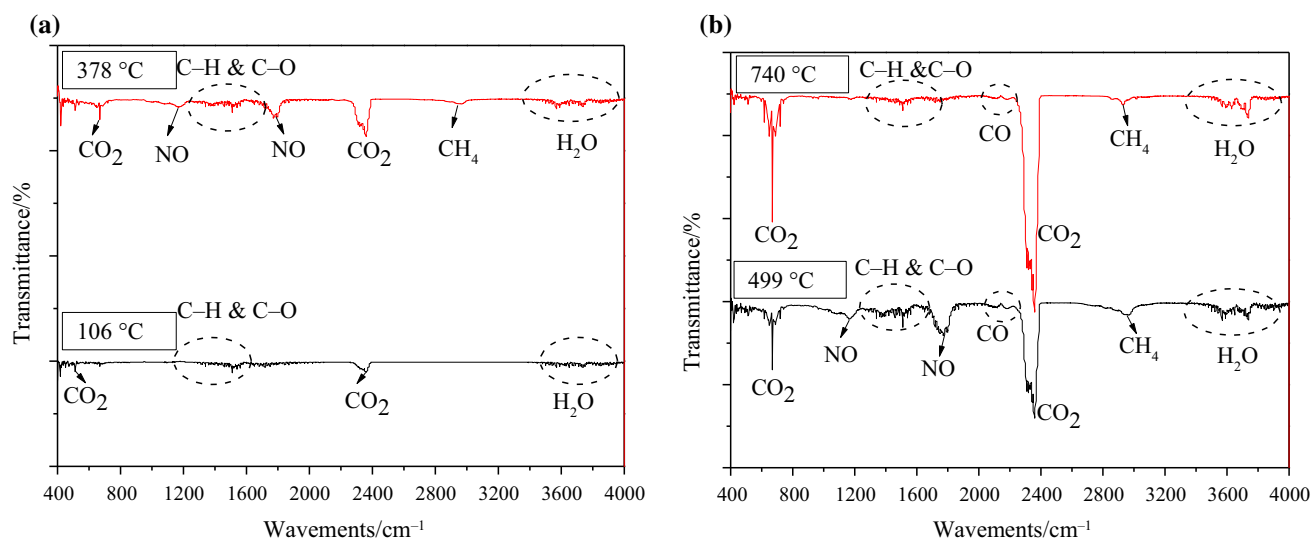 (a)
378 °C
C–H & C–O
CO2
NO
NO
CO2
CH4
H2O
106 °C
C–H & C–O
CO2
CO2
H2O
Transmittance/%
400 800 1200 1600 2000 2400 2800 3200 3600 4000
Wavements/cm–1
(b)
740 °C
C–H &C–O
CO
CH4
H2O
CO2
CO2
499 °C
C–H & C–O
CO
NO
NO
CH4
H2O
CO2
CO2
Transmittance/%
400 800 1200 1600 2000 2400 2800 3200 3600 4000
Wavements/cm–1